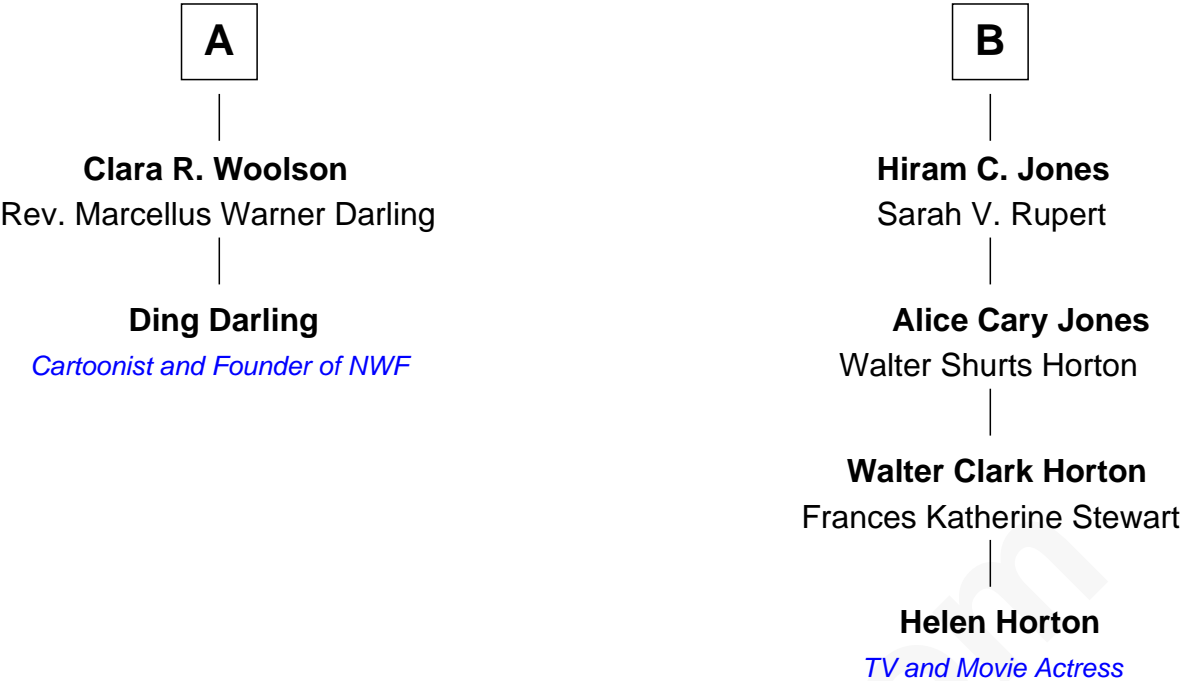 A
Clara R. Woolson
Rev. Marcellus Warner Darling
Ding Darling
Cartoonist and Founder of NWF
B
Hiram C. Jones
Sarah V. Rupert
Alice Cary Jones
Walter Shurts Horton
Walter Clark Horton
Frances Katherine Stewart
Helen Horton
TV and Movie Actress